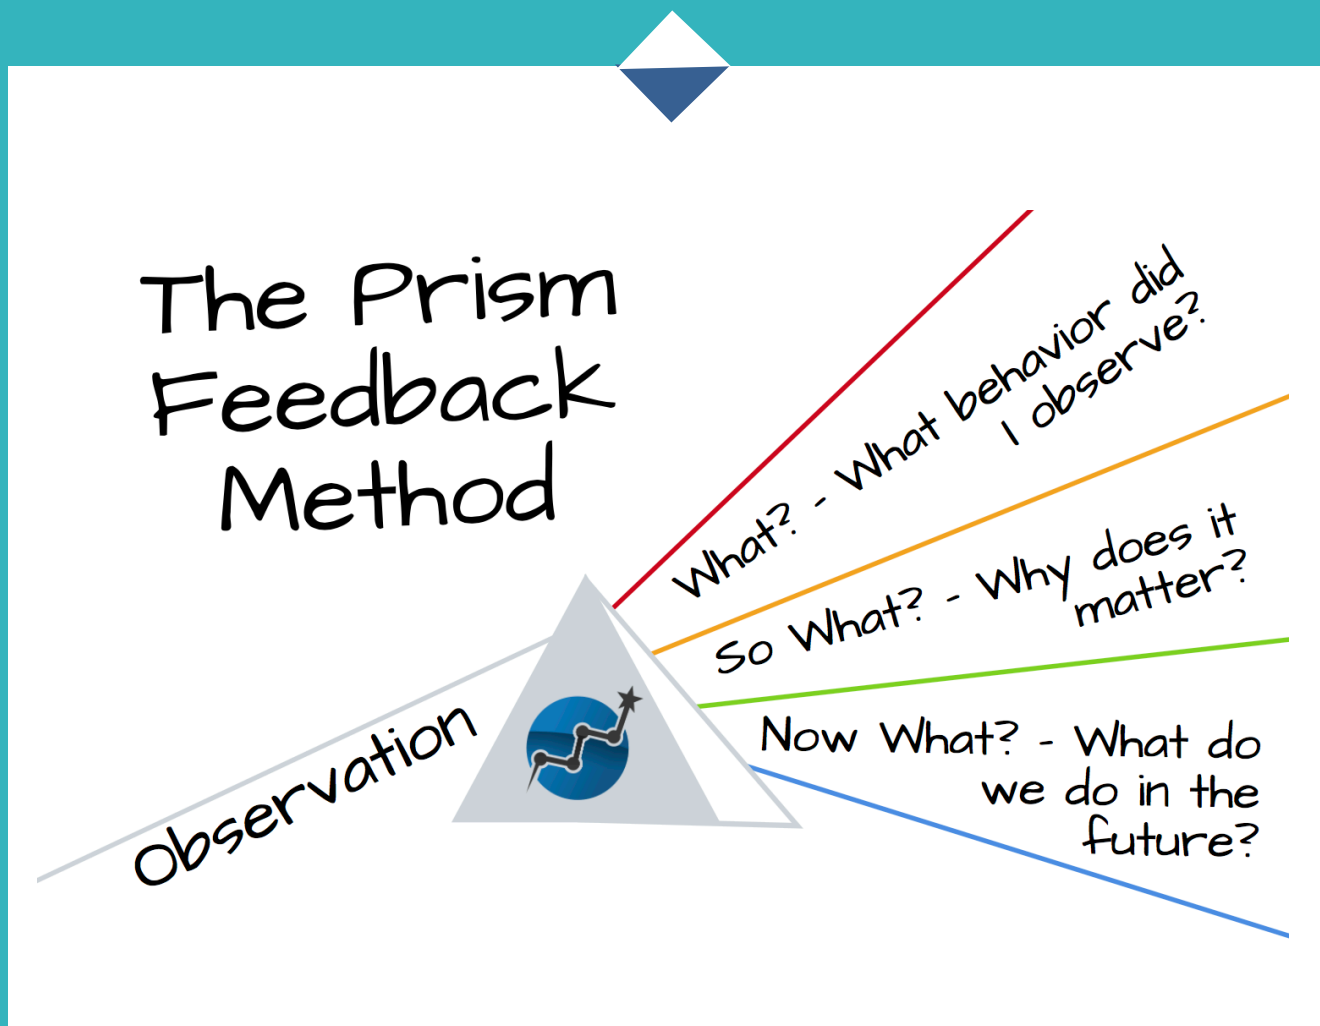 The Prism
Feedback
Method
Observation
What? - What behavior did
I observe?
So What? - Why does it
matter?
Now What? - What do
we do in the
future?